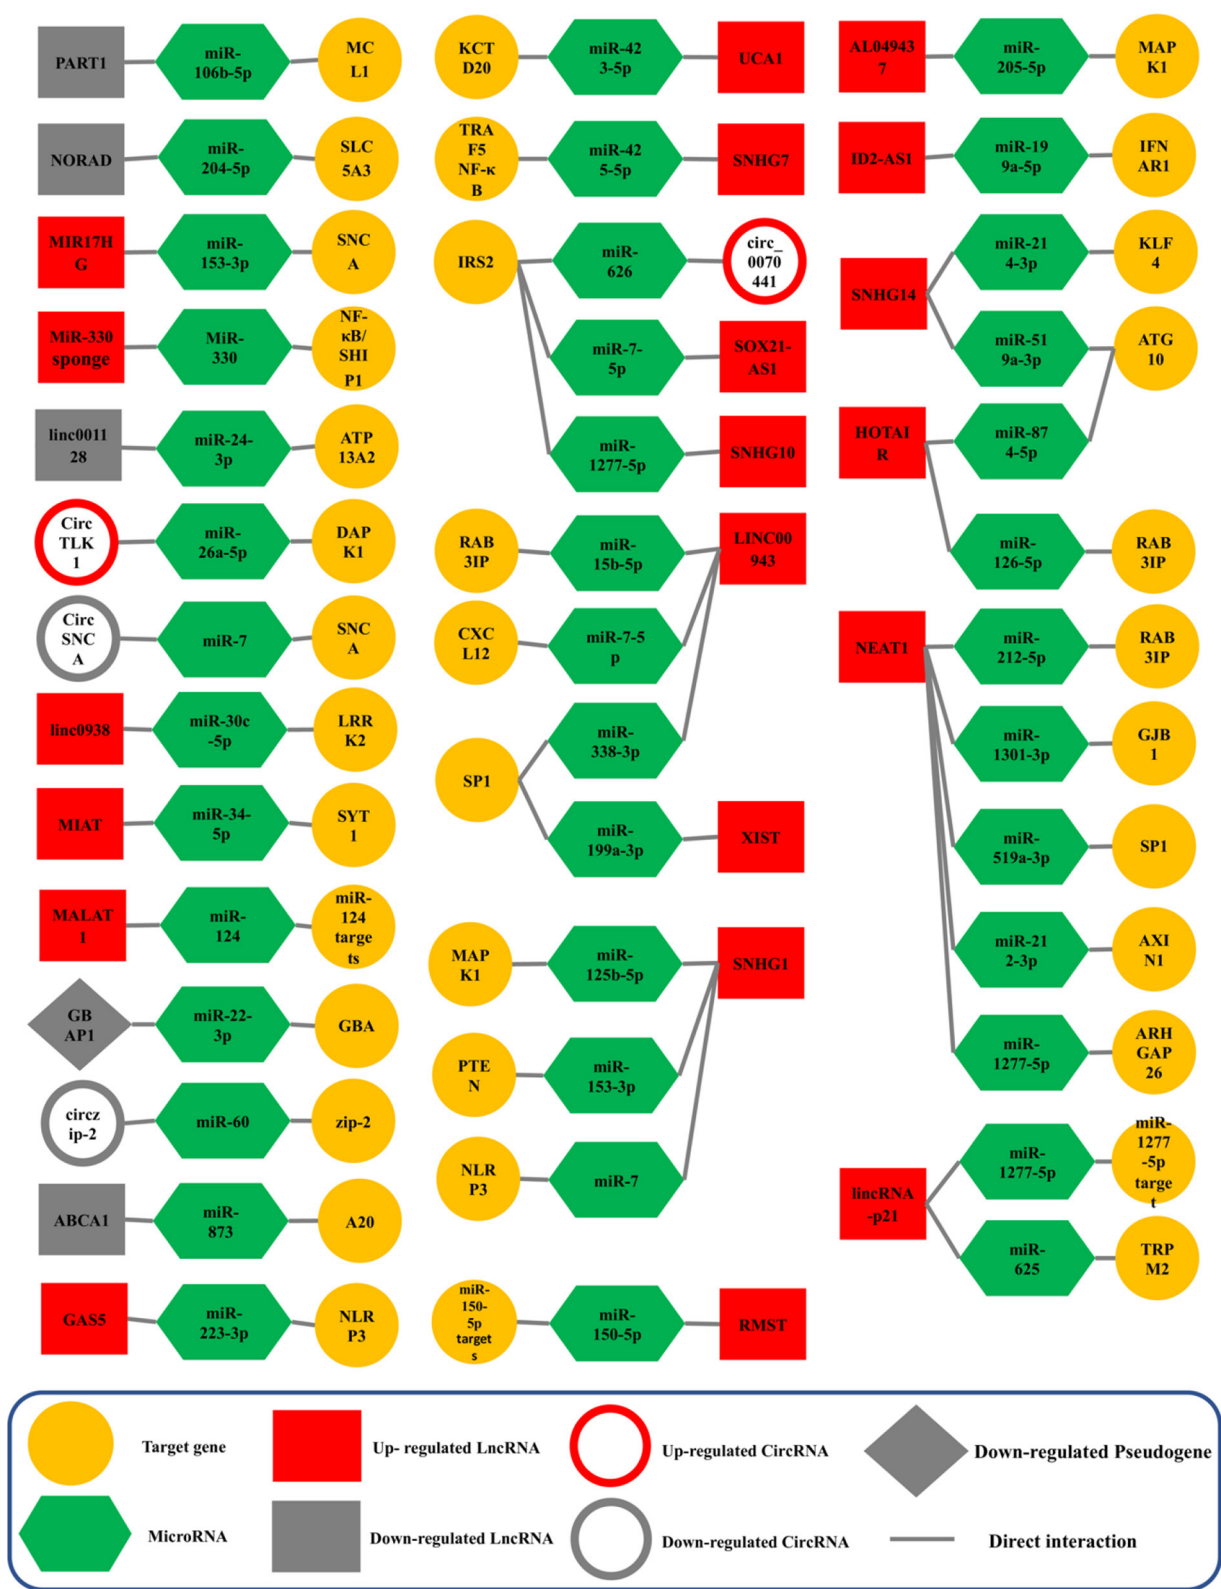 PART1
miR-
106b-5p
MC
L1
NORAD
miR-
204-5p
SLC
5A3
MIR17H
G
miR-
153-3p
SNC
A
MiR-330
sponge
MiR-
330
NF-
κB/
SHI
P1
linc0011
28
miR-24-
3p
ATP
13A2
Circ
TLK
1
miR-
26a-5p
DAP
K1
Circ
SNC
A
miR-7
SNC
A
linc0938
miR-30c
-5p
LRR
K2
MIAT
miR-34-
5p
SYT
1
MALAT
1
miR-
124
miR-
124
targe
ts
GB
AP1
miR-22-
3p
GBA
circz
ip-2
miR-60
zip-2
ABCA1
miR-
873
A20
GAS5
miR-
223-3p
NLR
P3
KCT
D20
miR-42
3-5p
UCA1
TRA
F5
NF-κ
B
miR-42
5-5p
SNHG7
IRS2
miR-
626
circ_
0070
441
miR-7-
5p
SOX21-
AS1
miR-
1277-5p
SNHG10
RAB
3IP
miR-
15b-5p
LINC00
943
CXC
L12
miR-7-5
p
SP1
miR-
338-3p
miR-
199a-3p
XIST
MAP
K1
miR-
125b-5p
SNHG1
PTE
N
miR-
153-3p
NLR
P3
miR-7
miR-
150-
5p
target
s
miR-
150-5p
RMST
AL04943
7
miR-
205-5p
MAP
K1
ID2-AS1
miR-19
9a-5p
IFN
AR1
SNHG14
miR-21
4-3p
KLF
4
miR-51
9a-3p
ATG
10
HOTAI
R
miR-87
4-5p
miR-
126-5p
RAB
3IP
NEAT1
miR-
212-5p
RAB
3IP
miR-
1301-3p
GJB
1
miR-
519a-3p
SP1
miR-21
2-3p
AXI
N1
miR-
1277-5p
ARH
GAP
26
lincRNA
-p21
miR-
1277-5p
miR-
1277
-5p
targe
t
miR-
625
TRP
M2
Target gene
Up- regulated LncRNA
Up-regulated CircRNA
Down-regulated Pseudogene
MicroRNA
Down-regulated LncRNA
Down-regulated CircRNA
Direct interaction